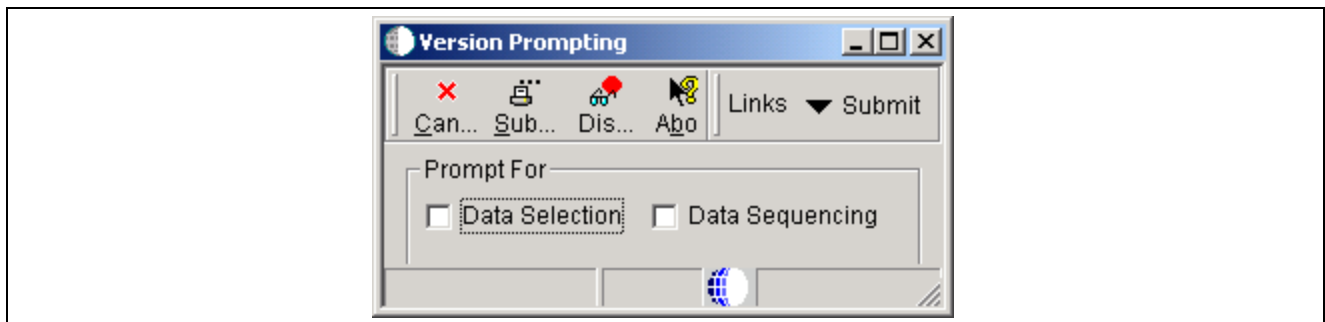 Version Prompting
Can... Sub... Dis... Abo Links Submit
Prompt For
Data Selection Data Sequencing